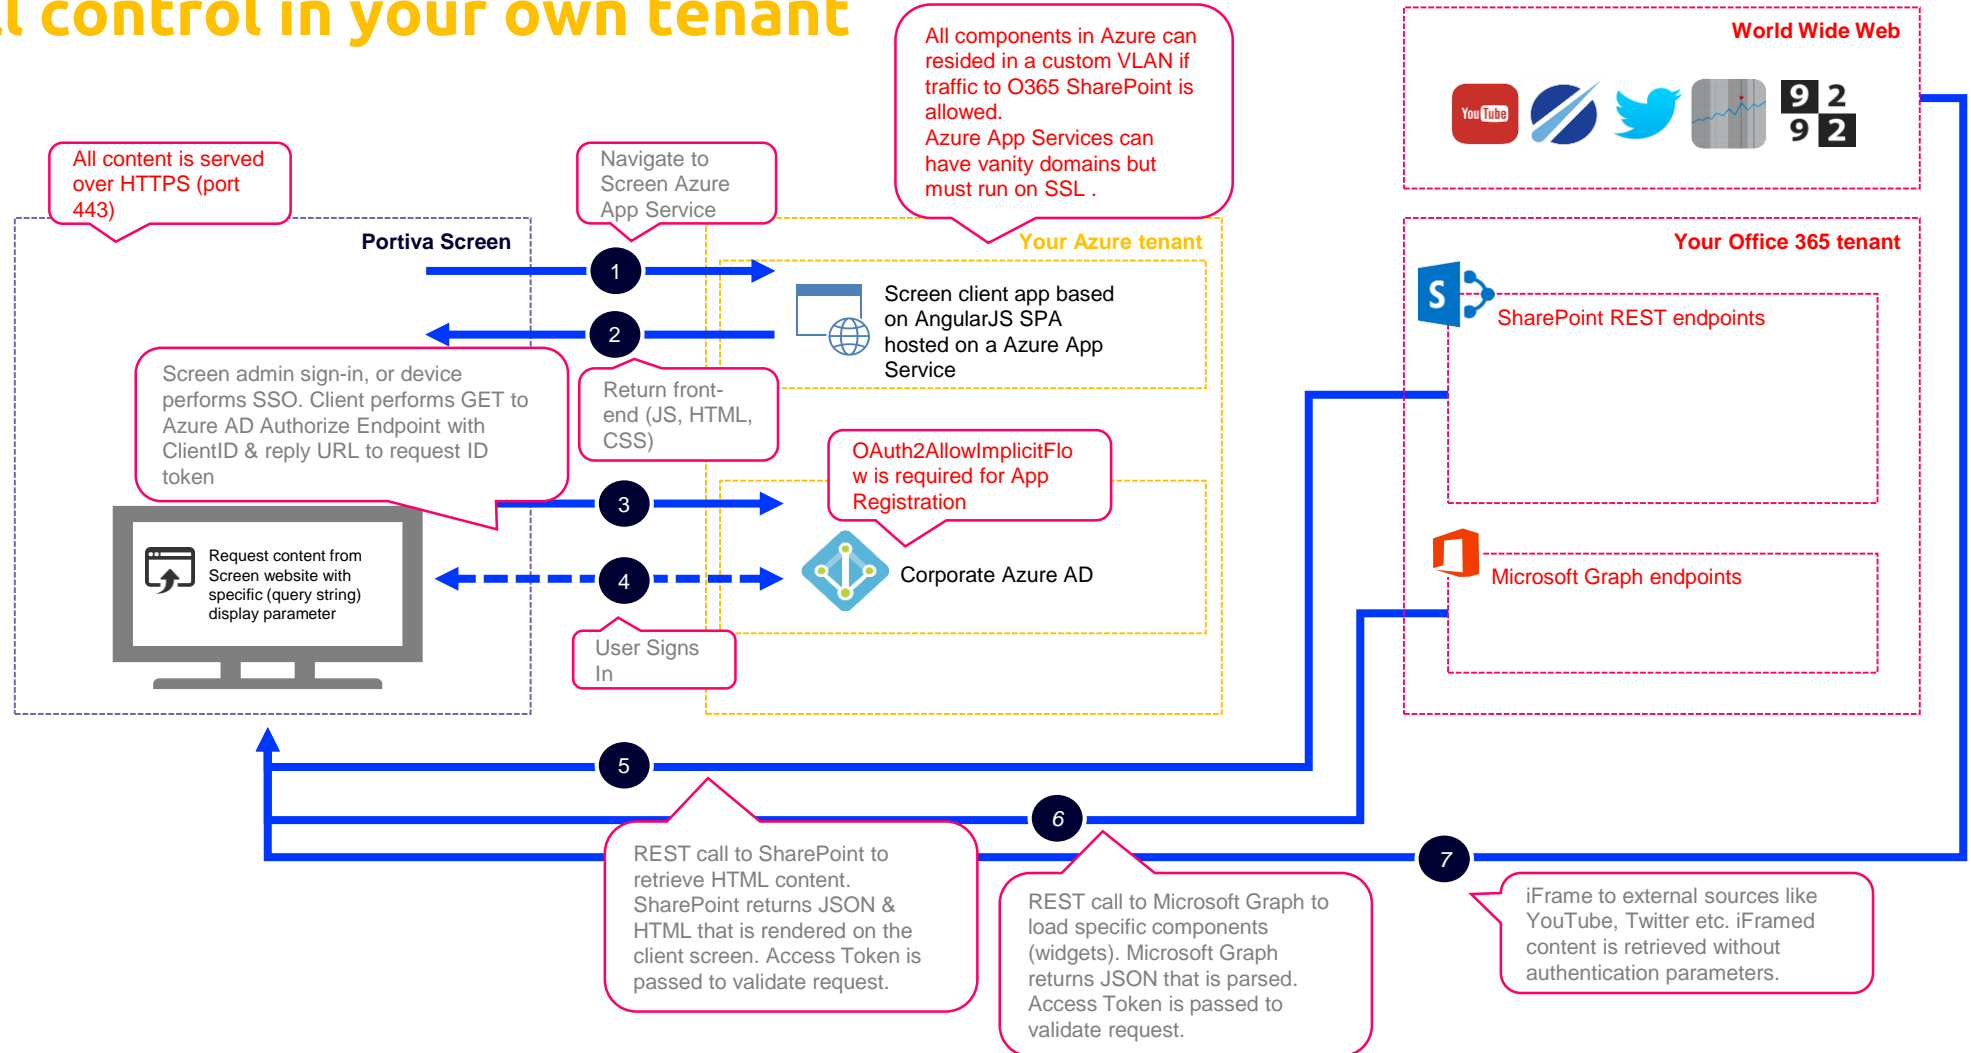 ll control in your own tenant
All components in Azure can
resided in a custom VLAN if
traffic to O365 SharePoint is
allowed.
Azure App Services can
have vanity domains but
must run on SSL .
World Wide Web
You Tube
9 2
9 2
All content is served
over HTTPS (port
443)
Navigate to
Screen Azure
App Service
Portiva Screen
Your Azure tenant
Your Office 365 tenant
1
Screen client app based
on AngularJS SPA
hosted on a Azure App
Service
S
SharePoint REST endpoints
2
Return front-
end (JS, HTML,
CSS)
Screen admin sign-in, or device
performs SSO. Client performs GET to
Azure AD Authorize Endpoint with
ClientID & reply URL to request ID
token
OAuth2AllowImplicitFlo
w is required for App
Registration
3
Request content from
Screen website with
specific (query string)
display parameter
4
Corporate Azure AD
Microsoft Graph endpoints
User Signs
In
5
6
7
REST call to SharePoint to
retrieve HTML content.
SharePoint returns JSON &
HTML that is rendered on the
client screen. Access Token is
passed to validate request.
REST call to Microsoft Graph to
load specific components
(widgets). Microsoft Graph
returns JSON that is parsed.
Access Token is passed to
validate request.
iFrame to external sources like
YouTube, Twitter etc. iFramed
content is retrieved without
authentication parameters.